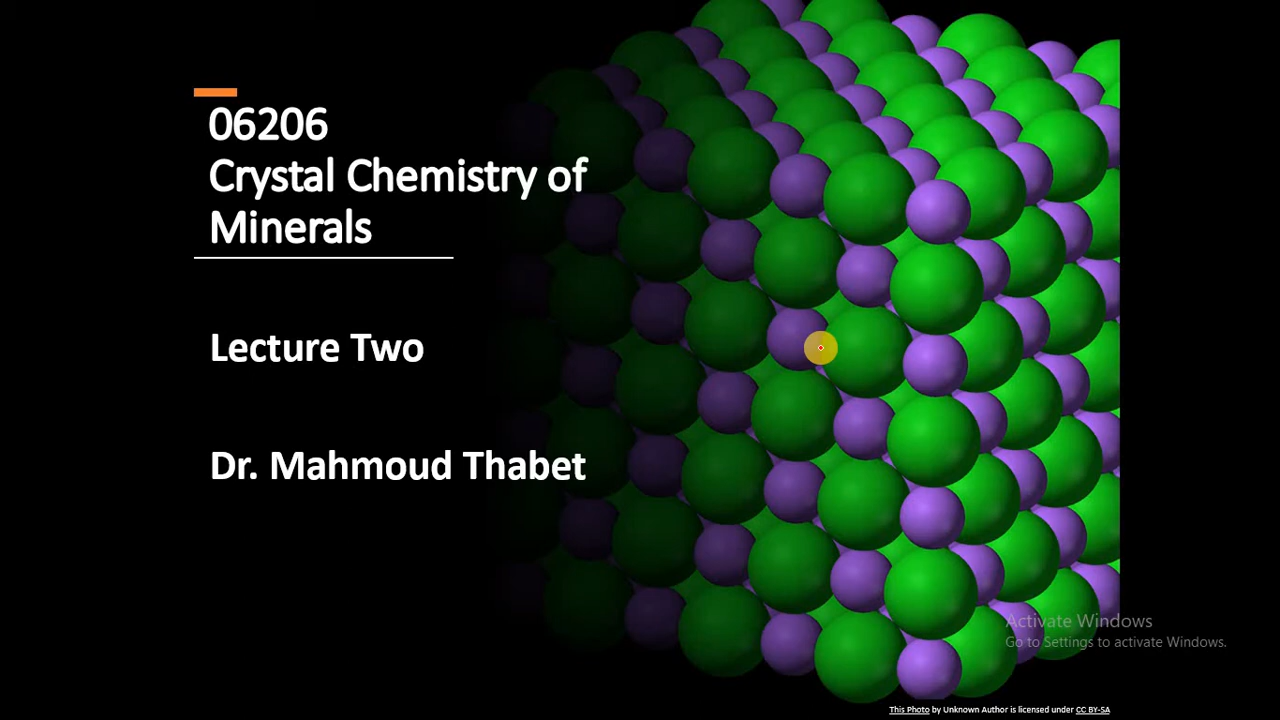 06206
Crystal Chemistry of
Minerals
Lecture Two
Dr. Mahmoud Thabet
Activate Windows
Go to Settings to activate Windows.
This Photo by Unknown Author is licensed under CC BY-SA